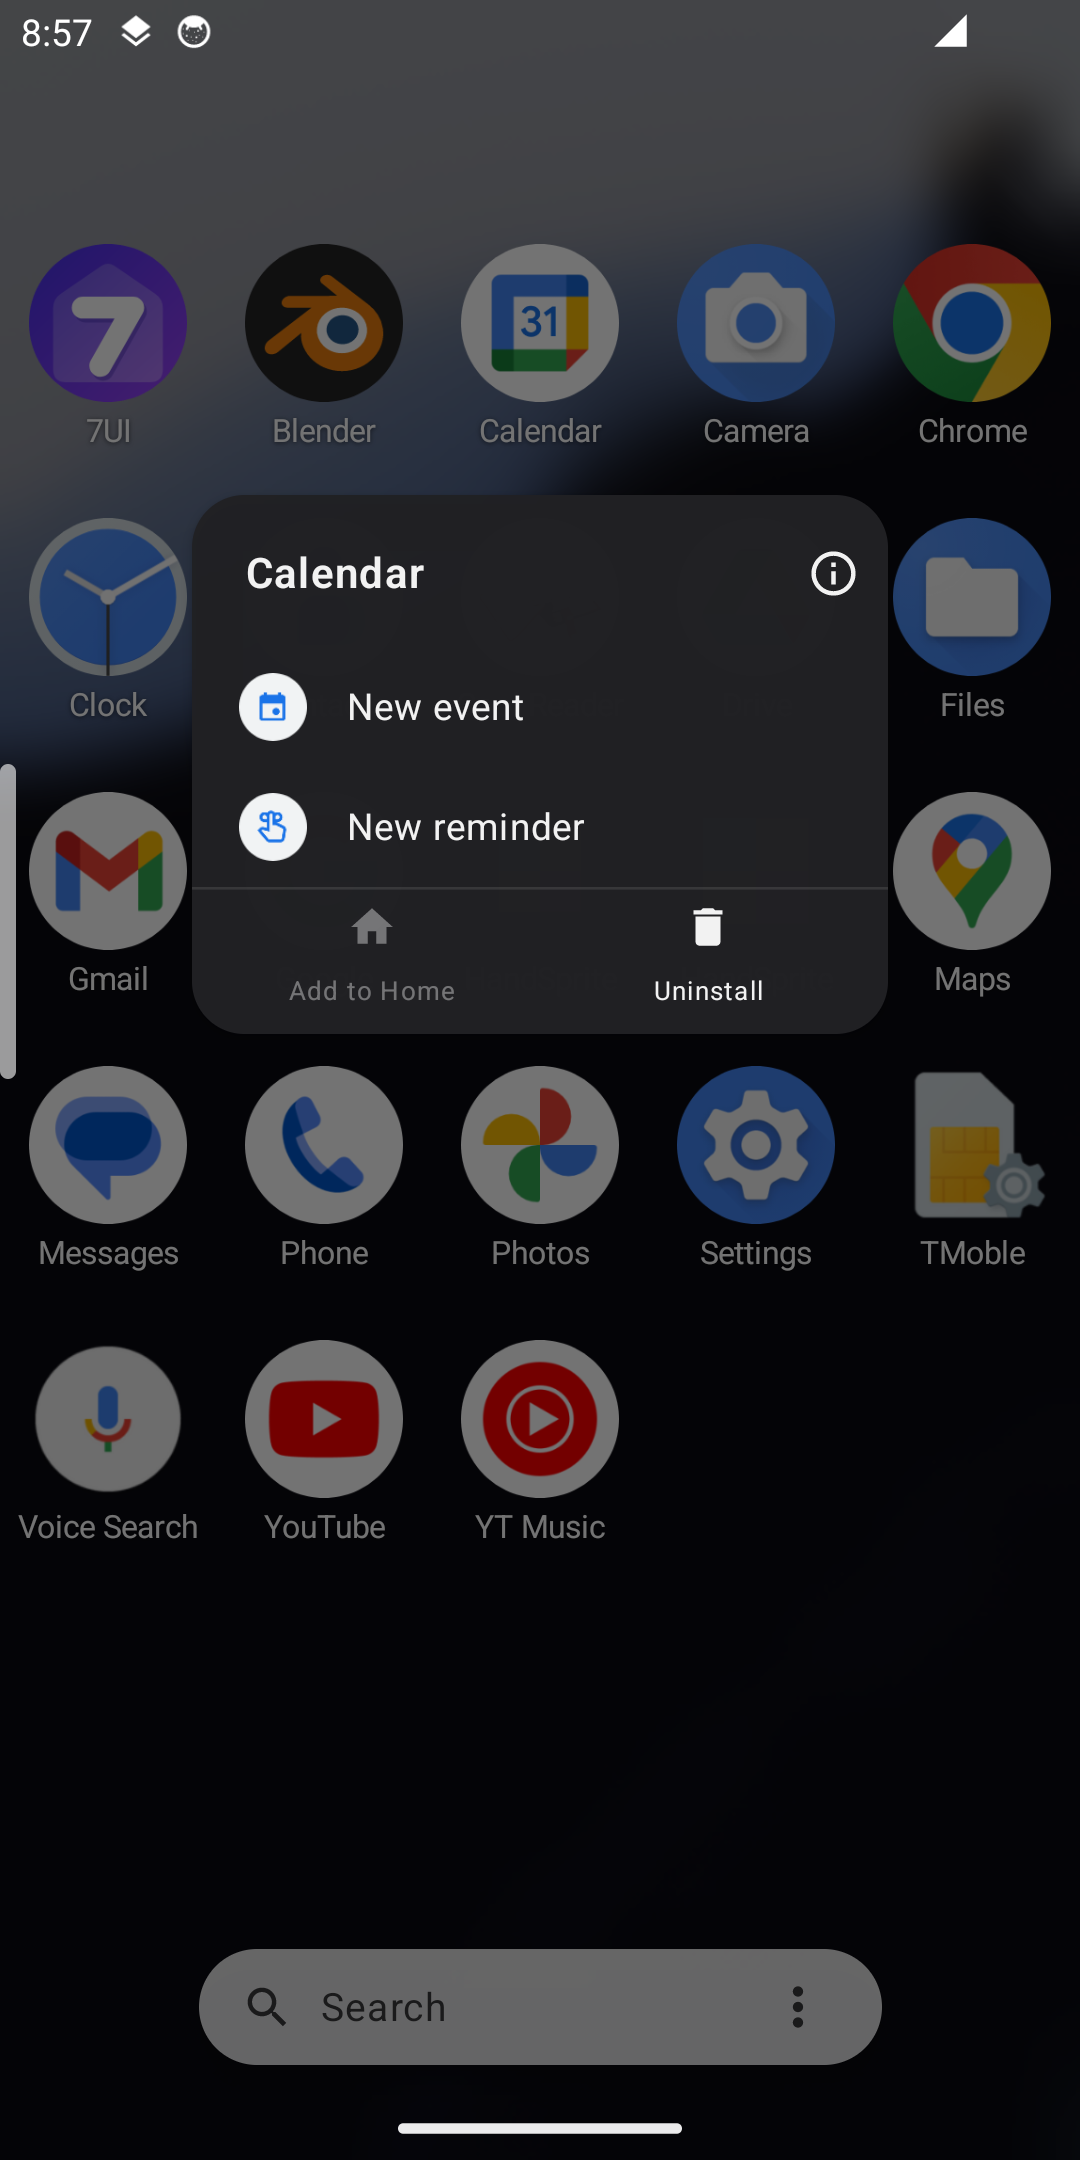 8:57
7
31
7UI
Blender
Calendar
Camera
Chrome
Calendar
New event
New reminder
Add to Home
Uninstall
Clock
Files
Gmail
Maps
Messages
Phone
Photos
Settings
TMoble
Voice Search
YouTube
YT Music
Search